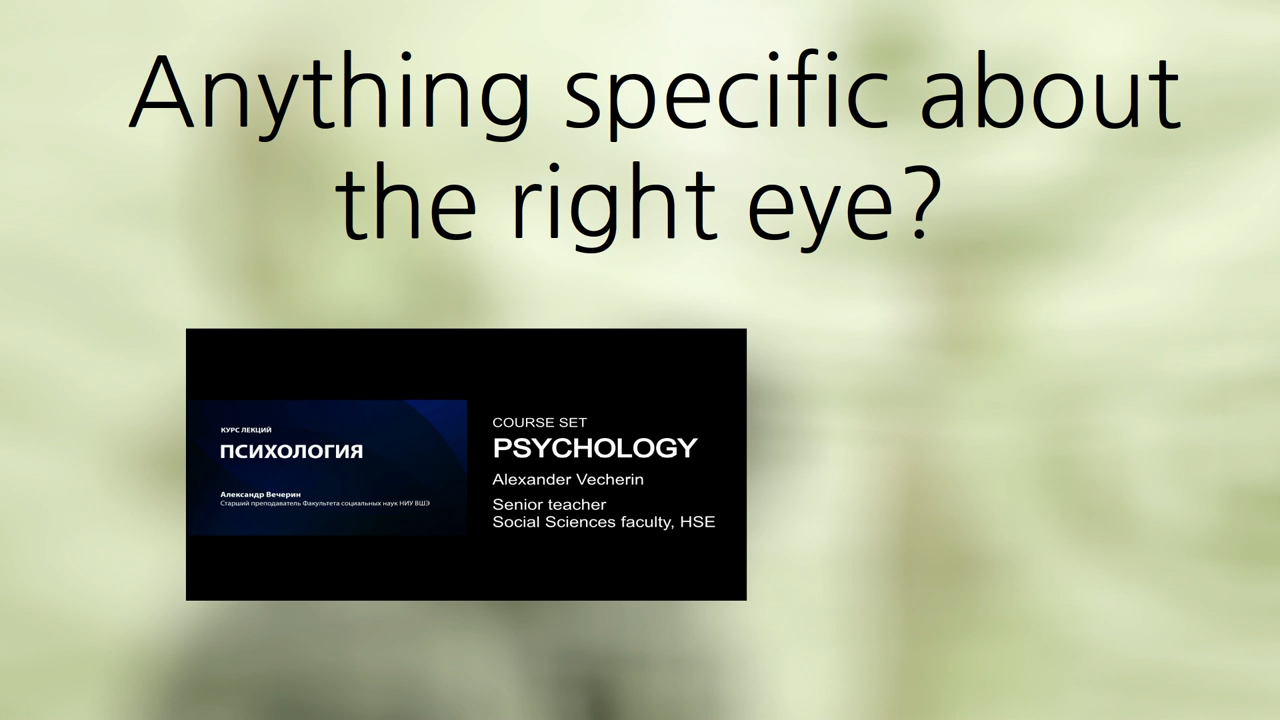 Anything specific about
the right eye?
КУРС ЛЕКЦИЙ
ПСИХОЛОГИЯ
Александр Вечерин
Старший преподаватель Факультета социальных наук НИУ ВШЭ
COURSE SET
PSYCHOLOGY
Alexander Vecherin
Senior teacher
Social Sciences faculty, HSE